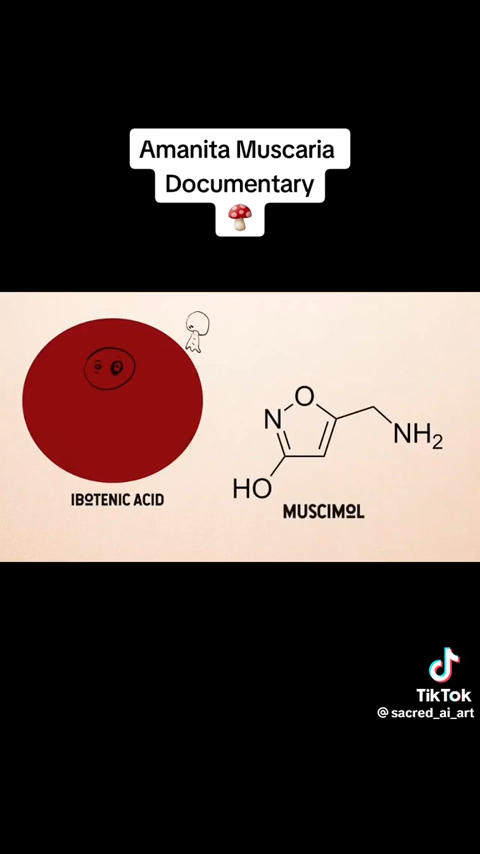 Amanita Muscaria
Documentary
🍄
IBOTENIC ACID
O
N
NH2
HO
MUSCIMOL
TikTok
@sacred_ai_art